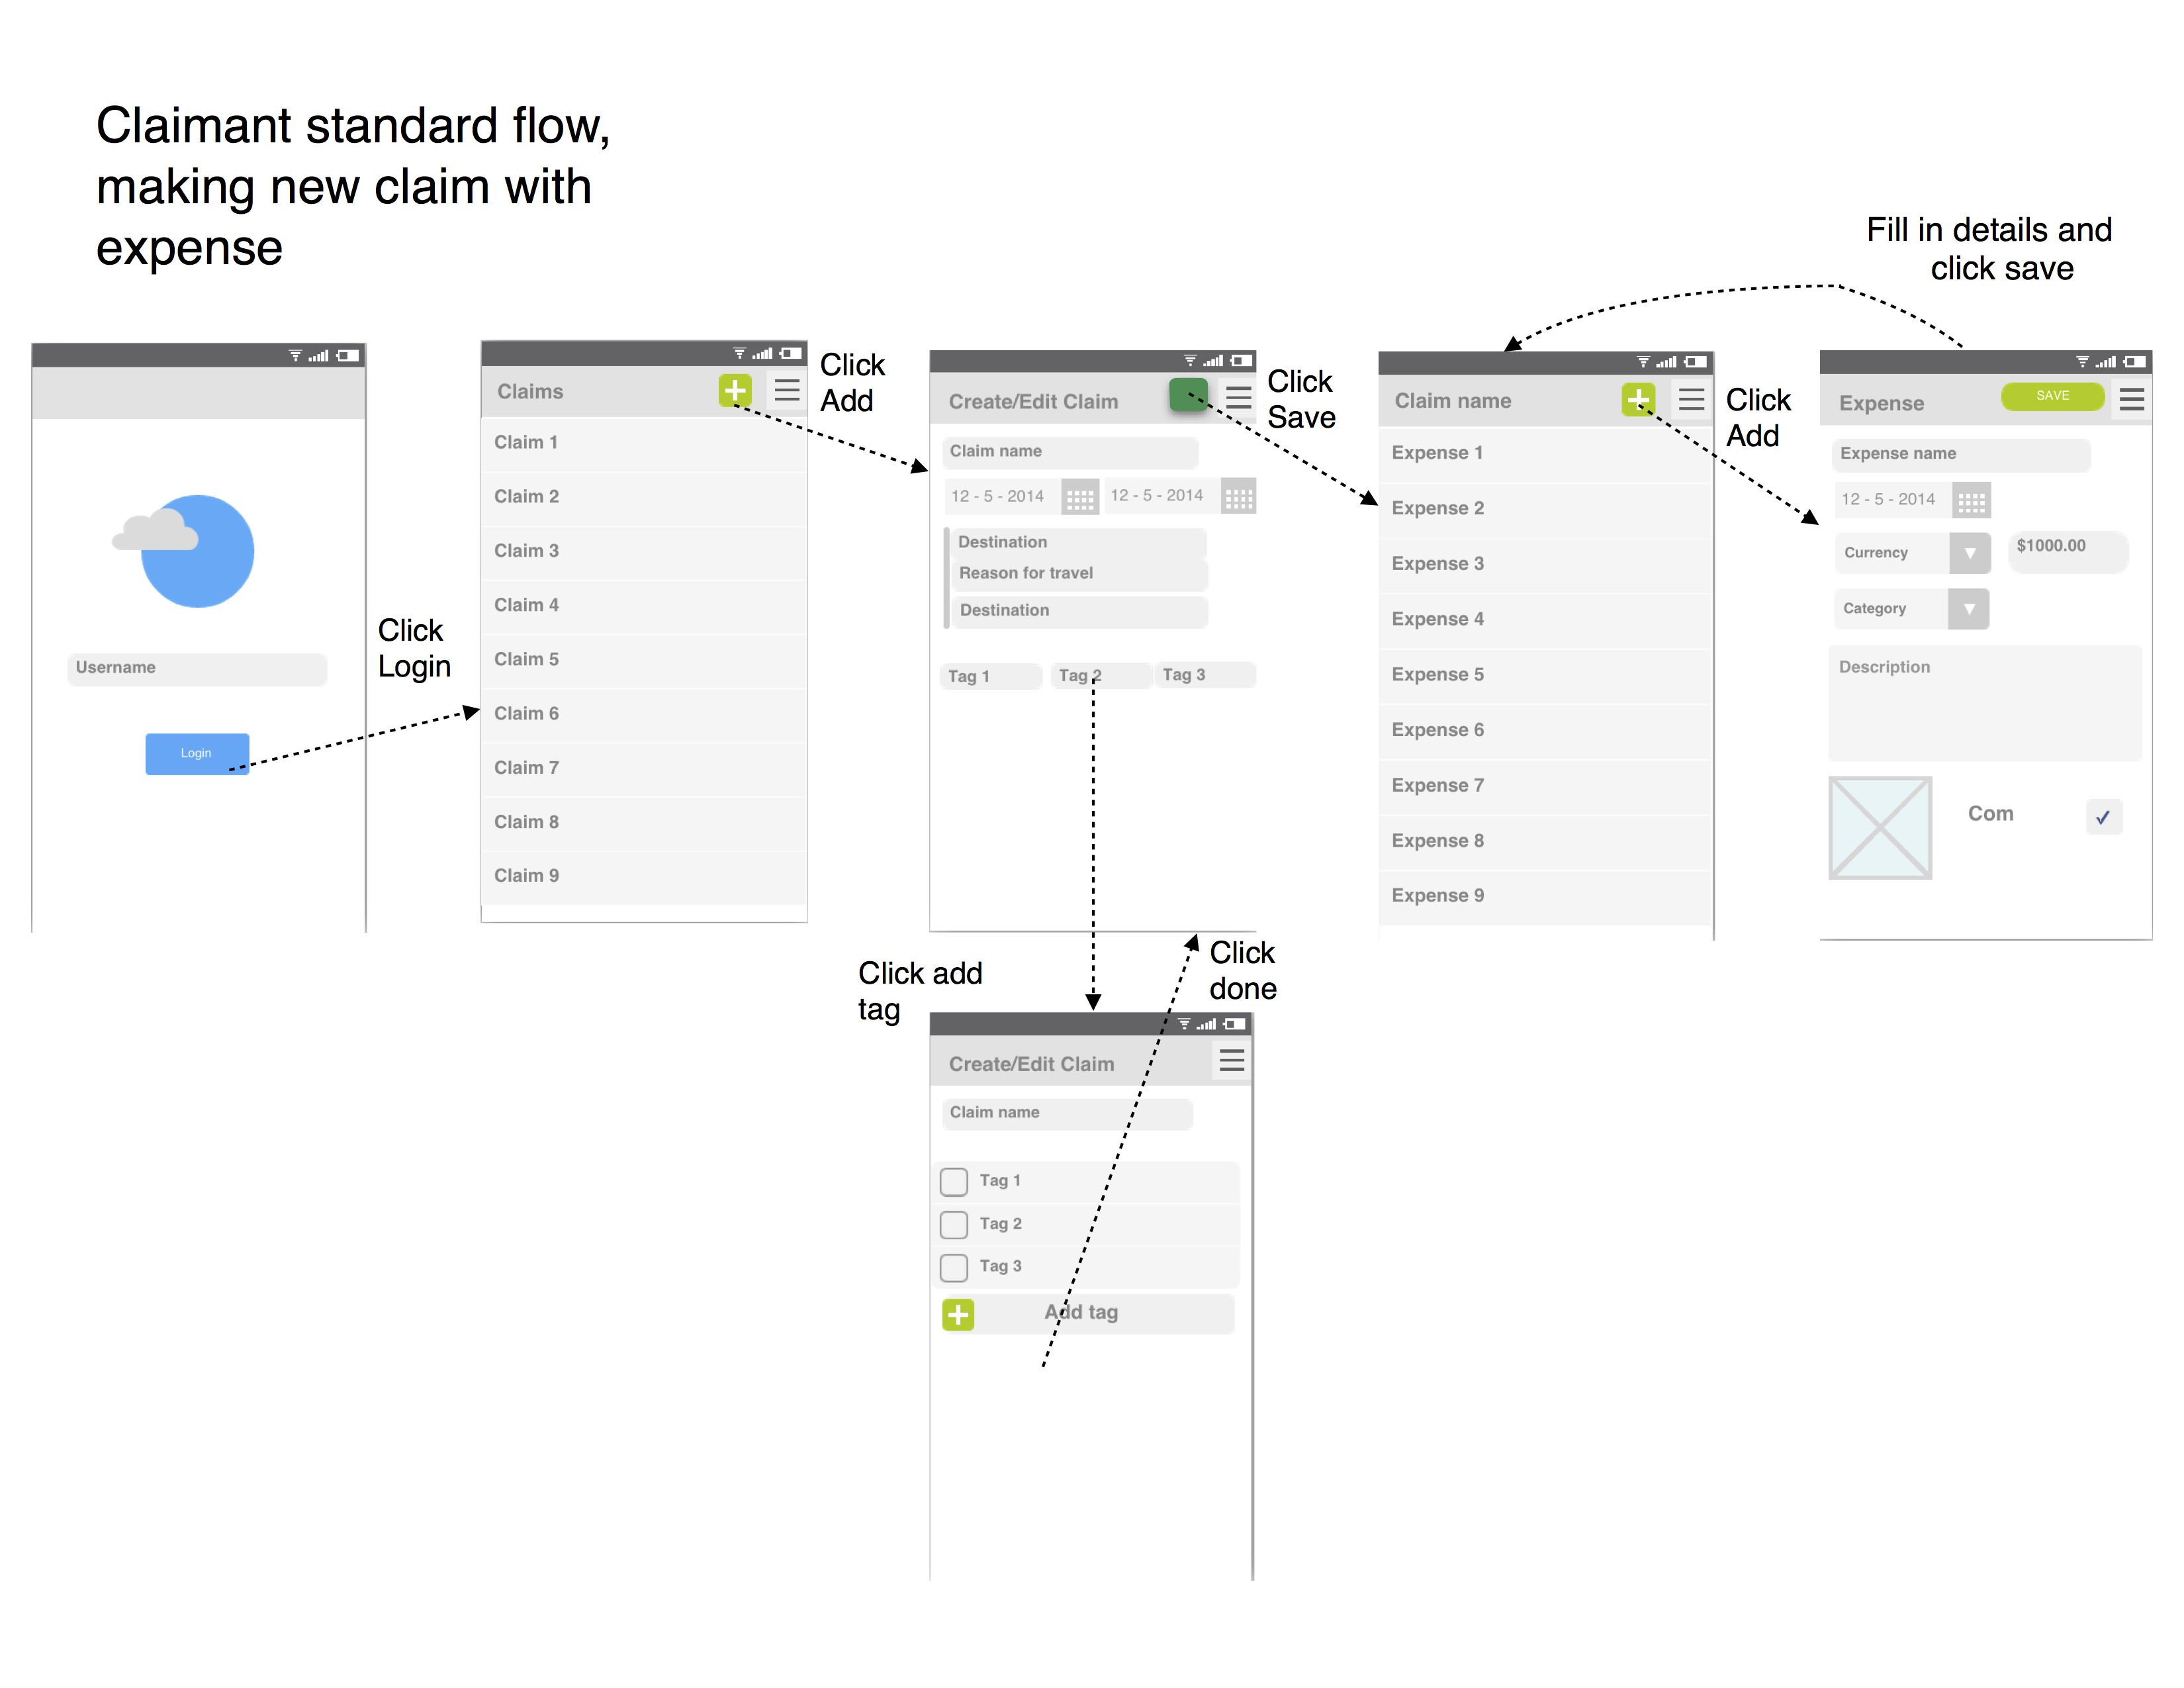 Claimant standard flow,
making new claim with
expense
Fill in details and
click save
Username
Login
Click
Login
Claims
Claim 1
Claim 2
Claim 3
Claim 4
Claim 5
Claim 6
Claim 7
Claim 8
Claim 9
Click
Add
Create/Edit Claim
Claim name
12 - 5 - 2014
12 - 5 - 2014
Destination
Reason for travel
Destination
Tag 1
Tag 2
Tag 3
Click
Save
Claim name
Expense 1
Expense 2
Expense 3
Expense 4
Expense 5
Expense 6
Expense 7
Expense 8
Expense 9
Click
Add
Expense
SAVE
Expense name
12 - 5 - 2014
Currency
$1000.00
Category
Description
Com
Click add
tag
Click
done
Create/Edit Claim
Claim name
Tag 1
Tag 2
Tag 3
Add tag